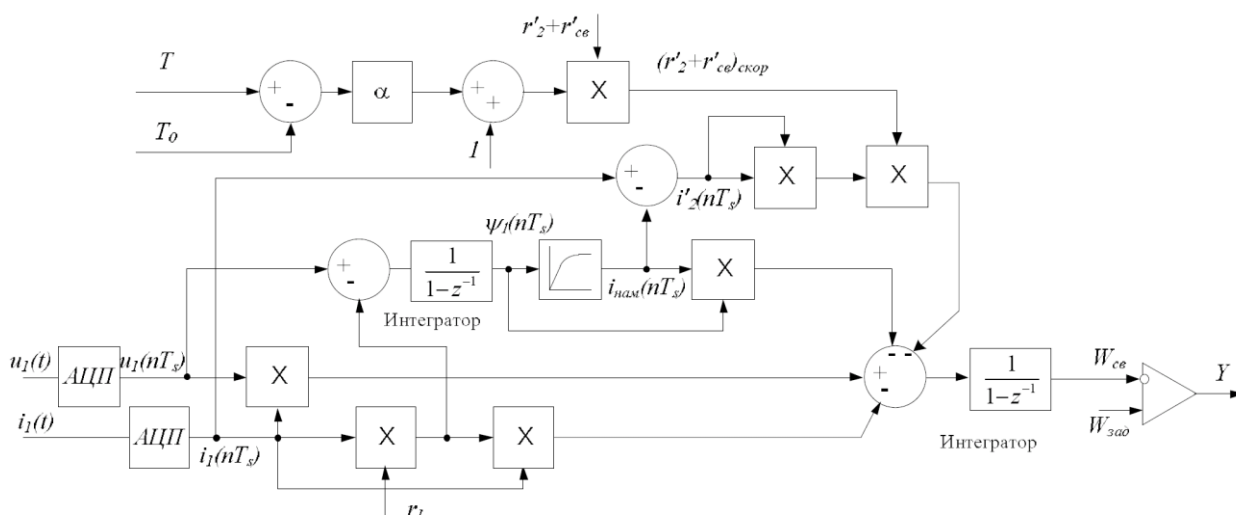 r'₂+r'св
T
(r'₂+r'св)скор
+
-
α
+
+
X
T₀
1
+
-
X
X
i'₂(nTₛ)
ψ₁(nTₛ)
+
-
1
1−z⁻¹
X
iнам(nTₛ)
Интегратор
u₁(t)
АЦП
u₁(nTₛ)
X
- -
+
-
1
1−z⁻¹
Wсв
Y
i₁(t)
АЦП
i₁(nTₛ)
X
X
Wзад
Интегратор
r₁